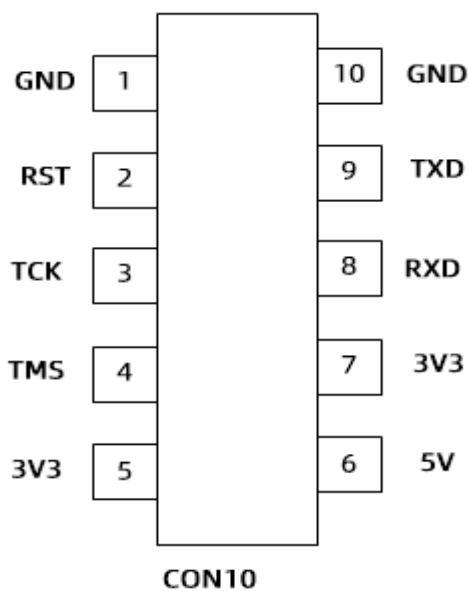 GND 1 10 GND
RST 2 9 TXD
TCK 3 8 RXD
TMS 4 7 3V3
3V3 5 6 5V
CON10